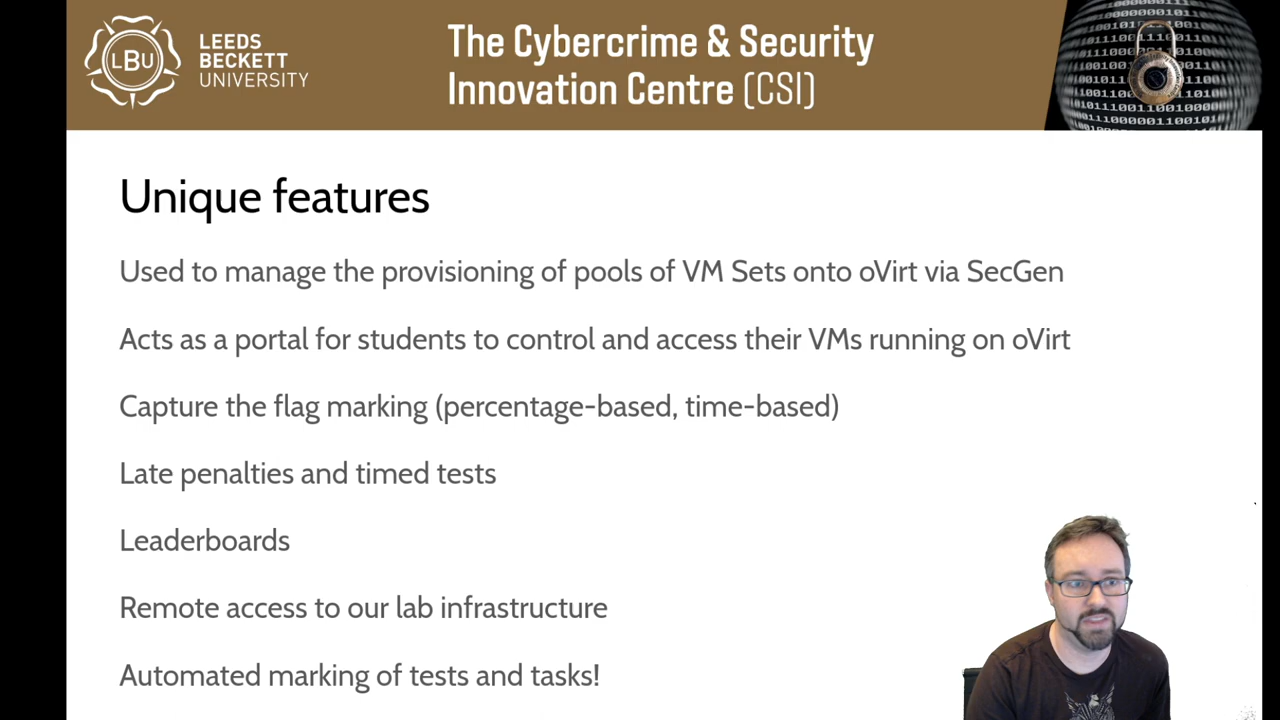 LBU
LEEDS
BECKETT
UNIVERSITY
The Cybercrime & Security
Innovation Centre (CSI)
Unique features
Used to manage the provisioning of pools of VM Sets onto oVirt via SecGen
Acts as a portal for students to control and access their VMs running on oVirt
Capture the flag marking (percentage-based, time-based)
Late penalties and timed tests
Leaderboards
Remote access to our lab infrastructure
Automated marking of tests and tasks!